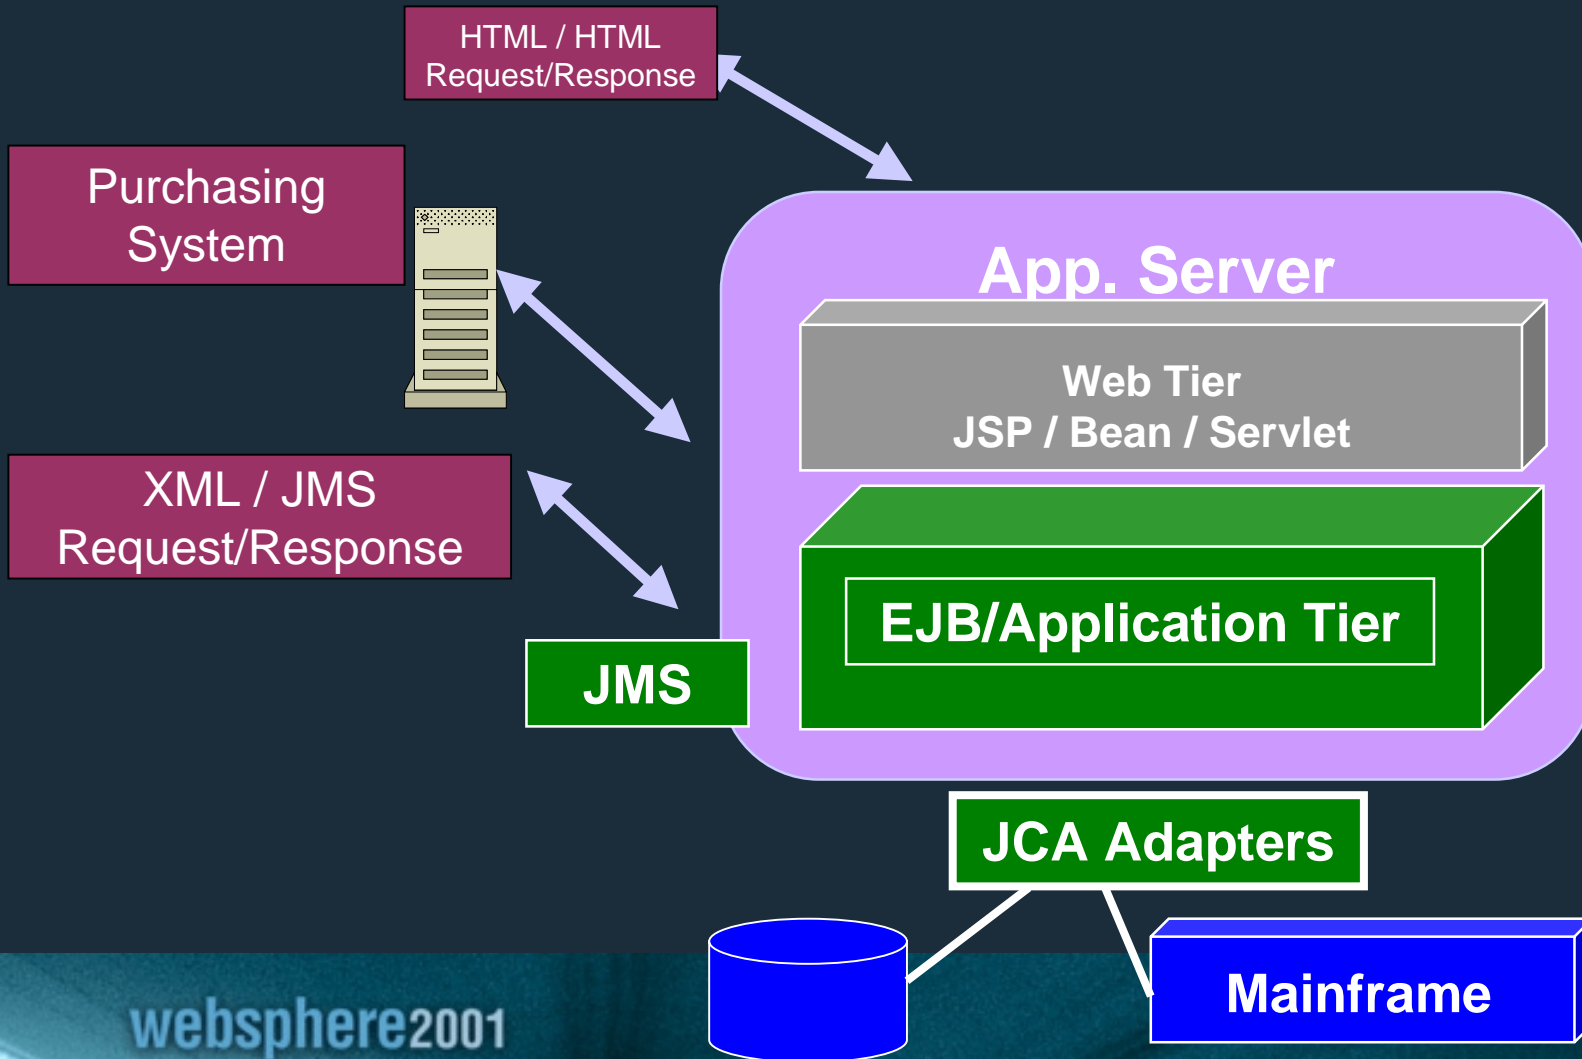 HTML / HTML
Request/Response
Purchasing
System
App. Server
Web Tier
JSP / Bean / Servlet
XML / JMS
Request/Response
EJB/Application Tier
JMS
JCA Adapters
Mainframe
websphere2001